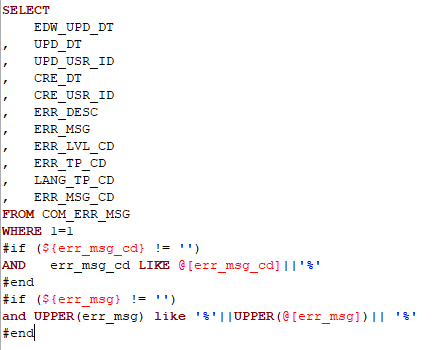 SELECT
    EDW_UPD_DT
,   UPD_DT
,   UPD_USR_ID
,   CRE_DT
,   CRE_USR_ID
,   ERR_DESC
,   ERR_MSG
,   ERR_LVL_CD
,   ERR_TP_CD
,   LANG_TP_CD
,   ERR_MSG_CD
FROM COM_ERR_MSG
WHERE 1=1
#if (${err_msg_cd} != '')
AND   err_msg_cd LIKE @[err_msg_cd]||'%'
#end
#if (${err_msg} != '')
and UPPER(err_msg) like '%'||UPPER(@[err_msg])|| '%'
#end